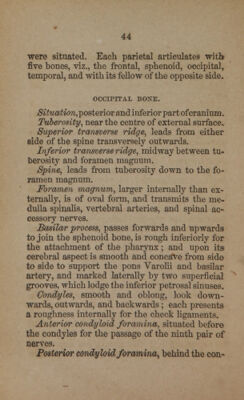 44
were situated. Each parietal articulates with
five bones, viz., the frontal, sphenoid, occipital,
temporal, and with its fellow of the opposite side.
OCCIPITAL BONE.
Situation, posterior and inferior part of cranium.
Tuberosity, near the centre of external surface.
Superior transverse ridge, leads from either
side of the spine transversely outwards.
Inferior transverse ridge, midway between tu-
berosity and foramen magnum.
Spine, leads from tuberosity down to the fo-
ramen magnum.
Foramen magnum, larger internally than ex-
ternally, is of oval form, and transmits the me-
dulla spinalis, vertebral arteries, and spinal ac-
cessory nerves.
Basilar process, passes forwards and upwards
to join the sphenoid bone, is rough inferiorly for
the attachment of the pharynx; and upon its
cerebral aspect is smooth and concave from side
to side to support the pons Varolii and basilar
artery, and marked laterally by two superficial
grooves, which lodge the inferior petrosal sinuses.
Condyles, smooth and oblong, look down-
wards, outwards, and backwards; each presents
a roughness internally for the check ligaments.
Anterior condyloid foramina, situated before
the condyles for the passage of the ninth pair of
nerves.
Posterior condyloid foramina, behind the con-